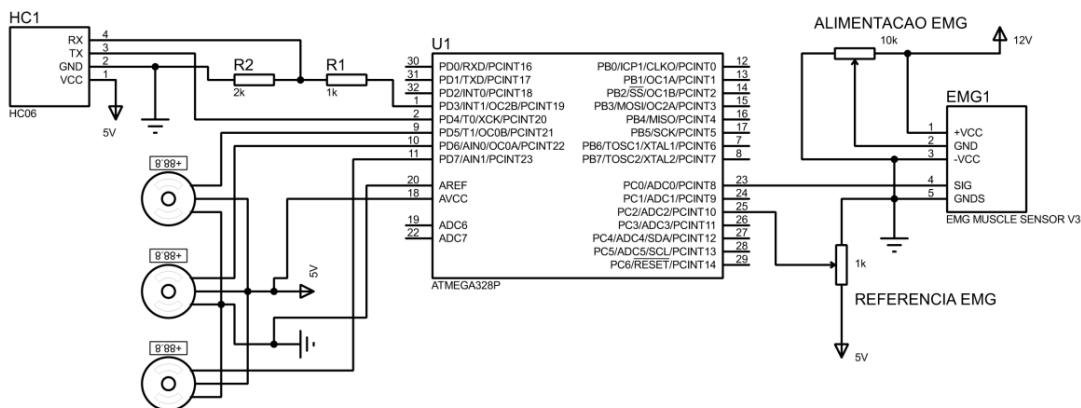 HC1
RX 4
TX 3
GND 2
VCC 1
HC06
5V
R2
2k
R1
1k
U1
30 PD0/RXD/PCINT16
31 PD1/TXD/PCINT17
32 PD2/INT0/PCINT18
1 PD3/INT1/OC2B/PCINT19
2 PD4/T0/XCK/PCINT20
9 PD5/T1/OC0B/PCINT21
10 PD6/AIN0/OC0A/PCINT22
11 PD7/AIN1/PCINT23
20 AREF
18 AVCC
19 ADC6
22 ADC7
PB0/ICP1/CLKO/PCINT0 12
PB1/OC1A/PCINT1 13
PB2/SS/OC1B/PCINT2 14
PB3/MOSI/OC2A/PCINT3 15
PB4/MISO/PCINT4 16
PB5/SCK/PCINT5 17
PB6/TOSC1/XTAL1/PCINT6 7
PB7/TOSC2/XTAL2/PCINT7 8
PC0/ADC0/PCINT8 23
PC1/ADC1/PCINT9 24
PC2/ADC2/PCINT10 25
PC3/ADC3/PCINT11 26
PC4/ADC4/SDA/PCINT12 27
PC5/ADC5/SCL/PCINT13 28
PC6/RESET/PCINT14 29
ATMEGA328P
+88.8
+88.8
+88.8
5V
ALIMENTACAO EMG
10k
12V
EMG1
1 +VCC
2 GND
3 -VCC
4 SIG
5 GNDS
EMG MUSCLE SENSOR V3
1k
REFERENCIA EMG
5V